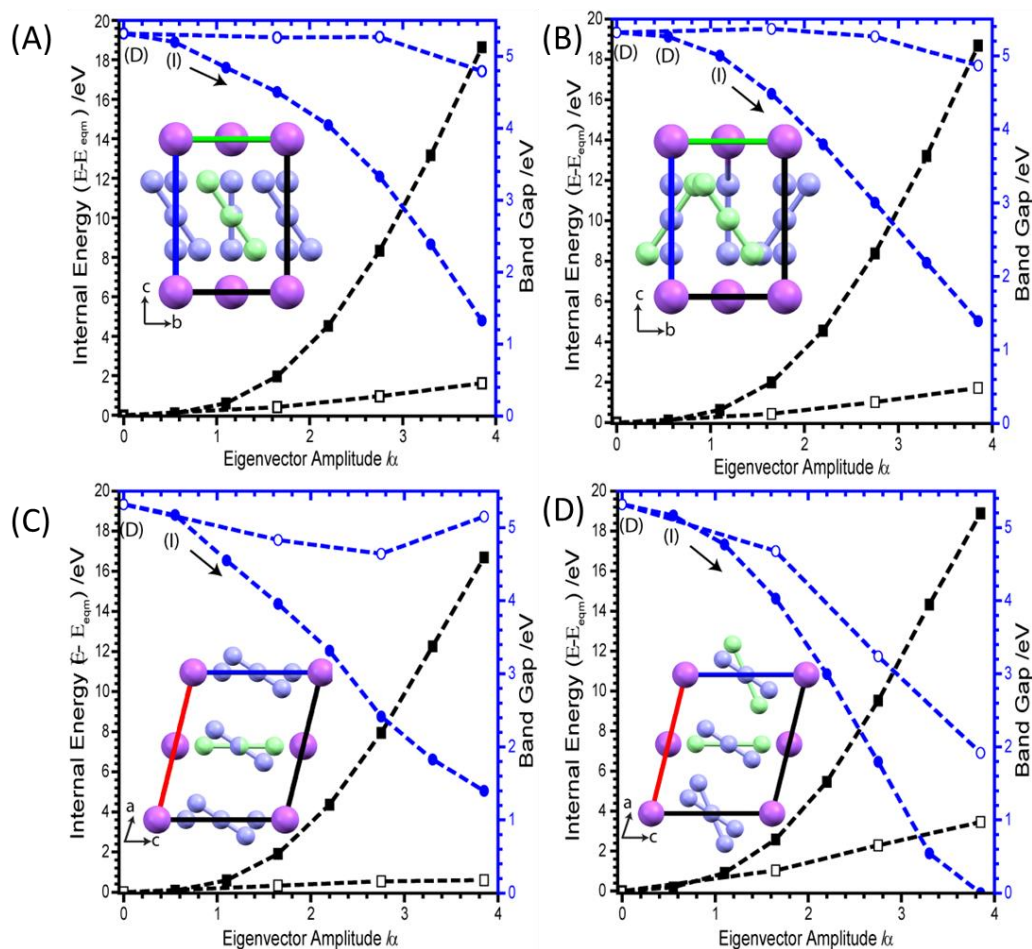 (A)
Internal Energy (E-E eqm) /eV
20
18
16
14
12
10
8
6
4
2
0
(D)
(I)
c
b
5
4
3
2
1
0
Band Gap /eV
0 1 2 3 4
Eigenvector Amplitude kα
(B)
Internal Energy (E-E eqm) /eV
20
18
16
14
12
10
8
6
4
2
0
(D) (D)
(I)
c
b
5
4
3
2
1
0
Band Gap /eV
0 1 2 3 4
Eigenvector Amplitude kα
(C)
Internal Energy (E- E eqm) /eV
20
18
16
14
12
10
8
6
4
2
0
(D)
(I)
a
c
5
4
3
2
1
0
Band Gap /eV
0 1 2 3 4
Eigenvector Amplitude kα
(D)
Internal Energy (E-E eqm) /eV
20
18
16
14
12
10
8
6
4
2
0
(D)
(I)
a
c
5
4
3
2
1
0
Band Gap /eV
0 1 2 3 4
Eigenvector Amplitude kα